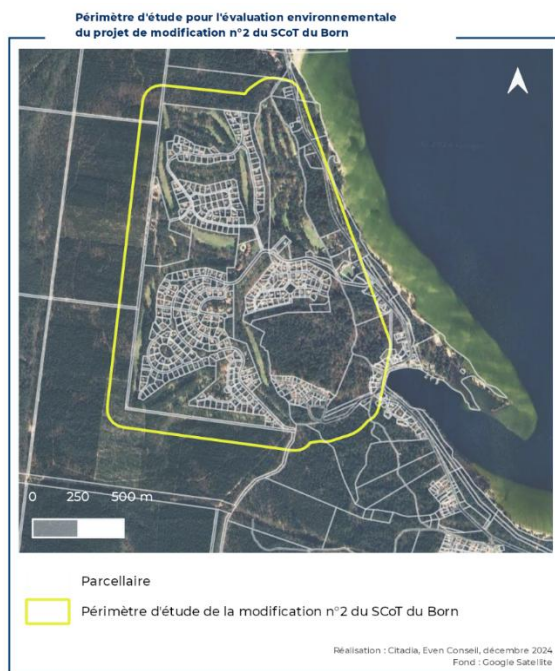 Périmètre d'étude pour l'évaluation environnementale
du projet de modification n°2 du SCoT du Born
0 250 500 m
Parcellaire
Périmètre d'étude de la modification n°2 du SCoT du Born
Réalisation : Citadia, Even Conseil, décembre 2024
Fond : Google Satellite